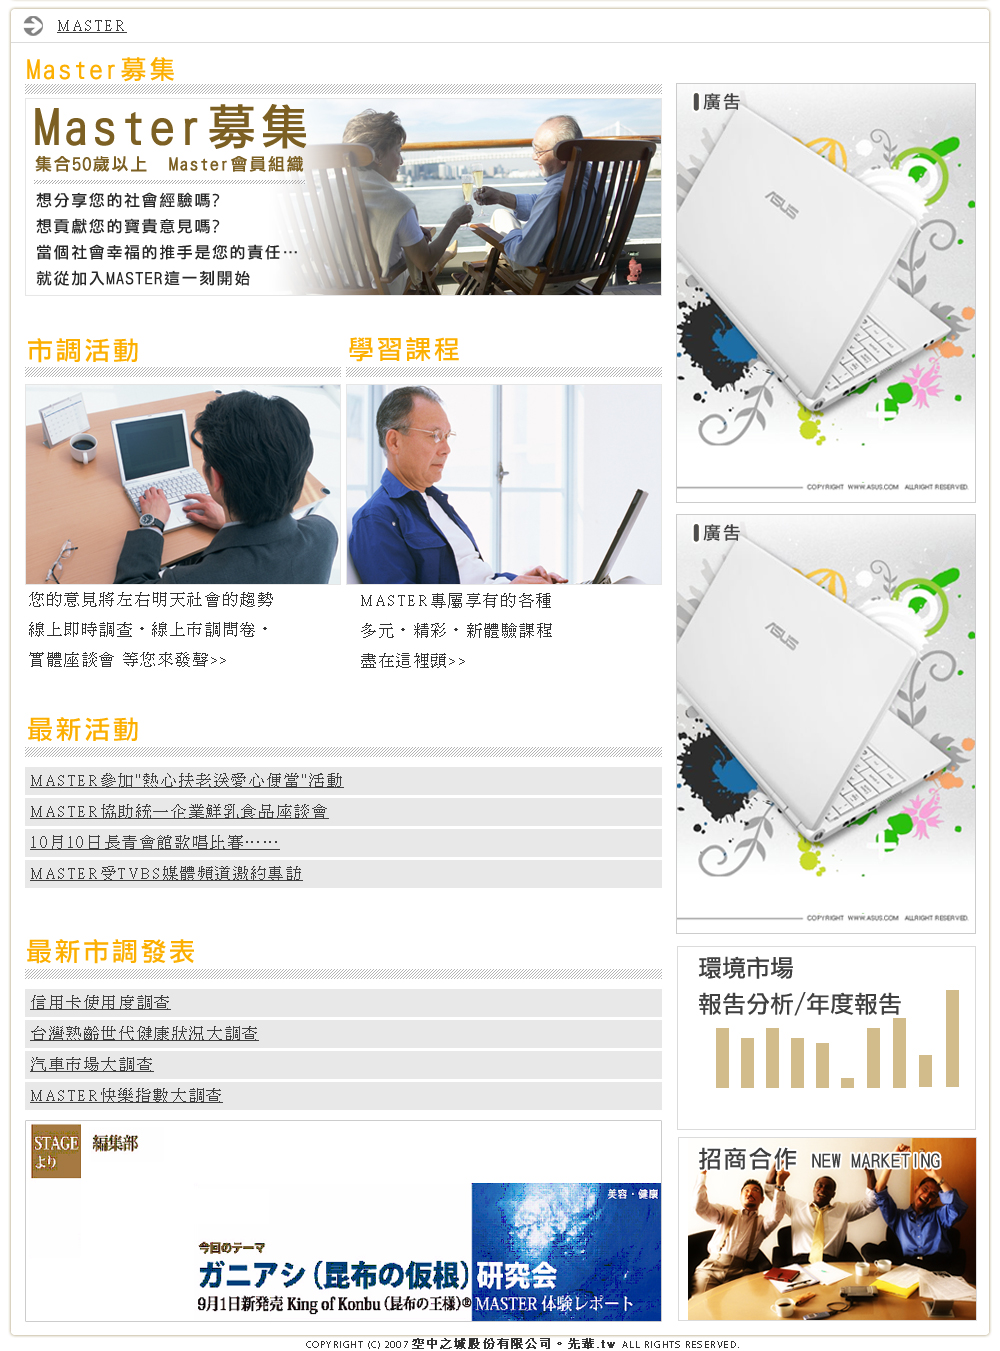 MASTER
Master募集
Master募集
集合50歲以上 Master會員組織
想分享您的社會經驗嗎?
想貢獻您的寶貴意見嗎?
當個社會幸福的推手是您的責任…
就從加入MASTER這一刻開始
市調活動
您的意見將左右明天社會的趨勢
線上即時調查・線上市調問卷・
實體座談會 等您來發聲>>
學習課程
MASTER專屬享有的各種
多元・精彩・新體驗課程
盡在這裡頭>>
最新活動
MASTER參加"熱心扶老送愛心便當"活動
MASTER協助統一企業鮮乳食品座談會
10月10日長青會館歌唱比賽……
MASTER受TVBS媒體頻道邀約專訪
最新市調發表
信用卡使用度調查
台灣熟齡世代健康狀況大調查
汽車市場大調查
MASTER快樂指數大調查
STAGE
より
編集部
美容・健康
今回のテーマ
ガニアシ（昆布の仮根）研究会
9月1日新発売 King of Konbu（昆布の王様）® MASTER 体験レポート
廣告
ASUS
COPYRIGHT WWW.ASUS.COM ALLRIGHT RESERVED.
廣告
ASUS
COPYRIGHT WWW.ASUS.COM ALLRIGHT RESERVED.
環境市場
報告分析/年度報告
招商合作 NEW MARKETING
COPYRIGHT (C) 2007 空中之城股份有限公司。先輩.tw ALL RIGHTS RESERVED.